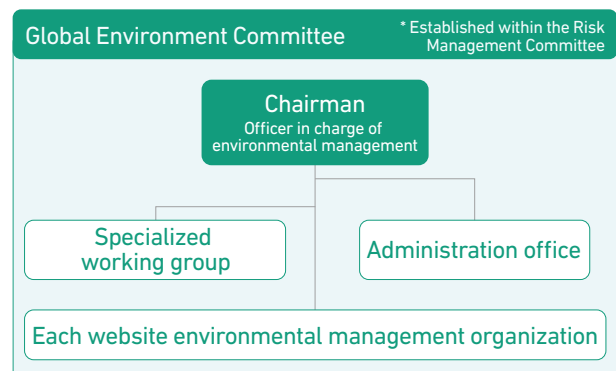 Global Environment Committee
* Established within the Risk
Management Committee
Chairman
Officer in charge of
environmental management
Specialized
working group
Administration office
Each website environmental management organization